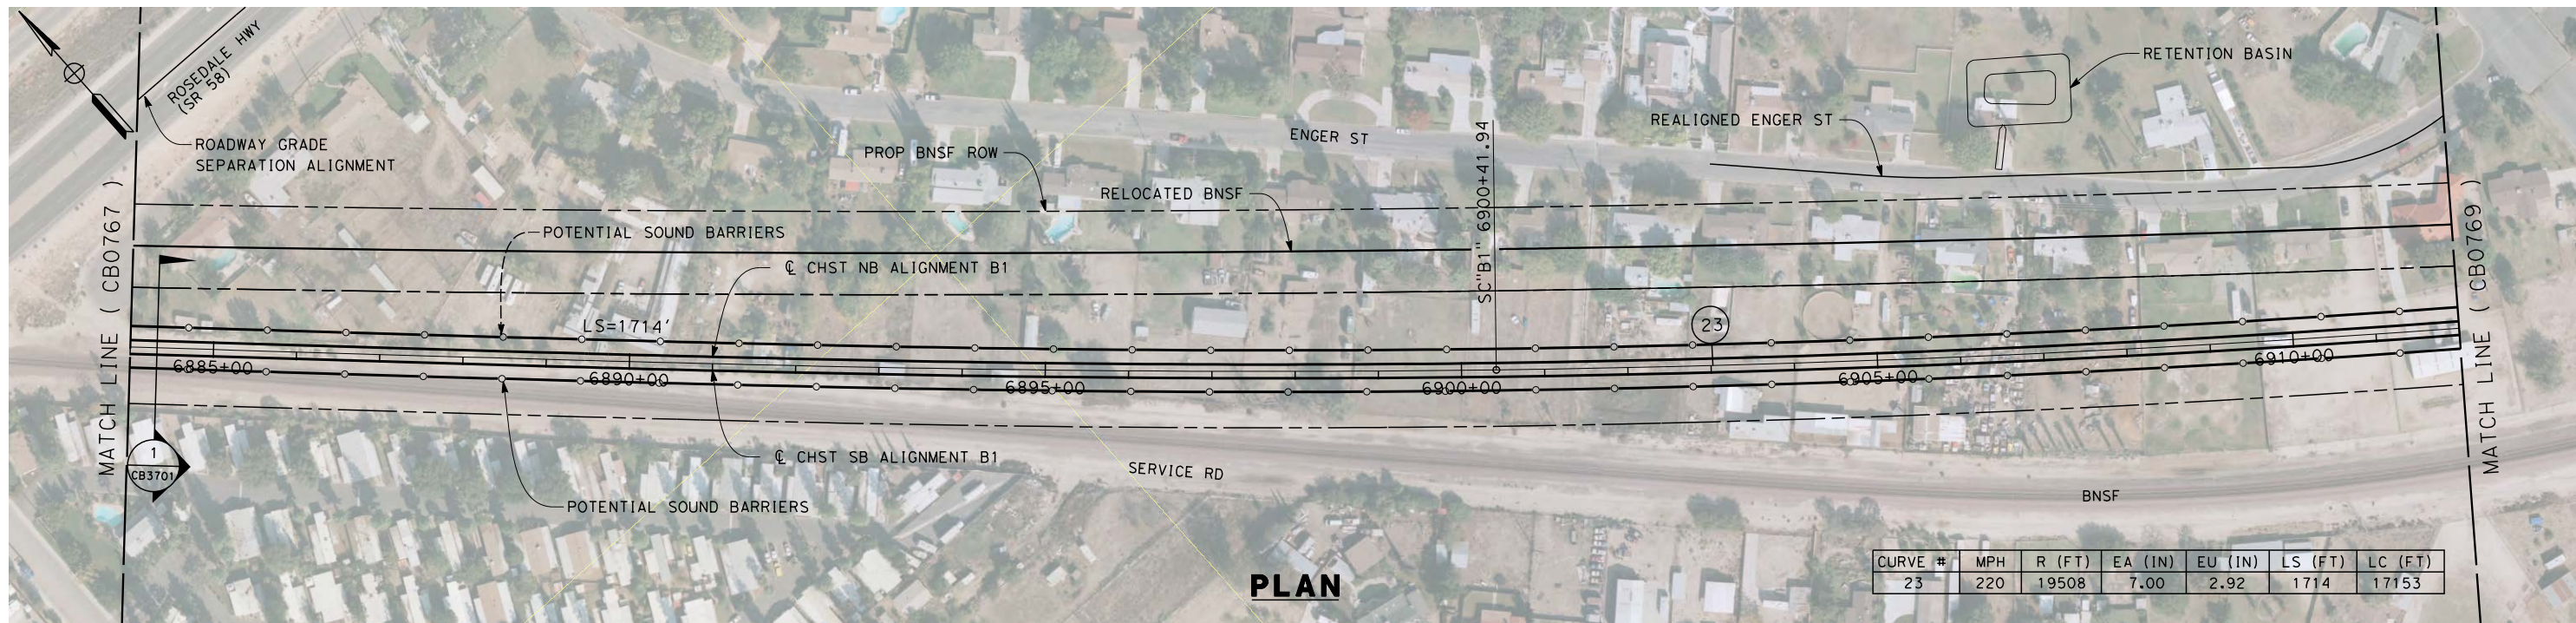 ROSEDALE HWY
(SR 58)
ROADWAY GRADE
SEPARATION ALIGNMENT
MATCH LINE ( CB0767 )
PROP BNSF ROW
RELOCATED BNSF
ENGER ST
SC"B1" 6900+41.94
REALIGNED ENGER ST
RETENTION BASIN
MATCH LINE ( CB0769 )
POTENTIAL SOUND BARRIERS
℄ CHST NB ALIGNMENT B1
LS=1714'
23
6885+00
6890+00
6895+00
6900+00
6905+00
6910+00
1
CB3701
℄ CHST SB ALIGNMENT B1
POTENTIAL SOUND BARRIERS
SERVICE RD
BNSF
PLAN
CURVE # MPH R (FT) EA (IN) EU (IN) LS (FT) LC (FT)
23 220 19508 7.00 2.92 1714 17153